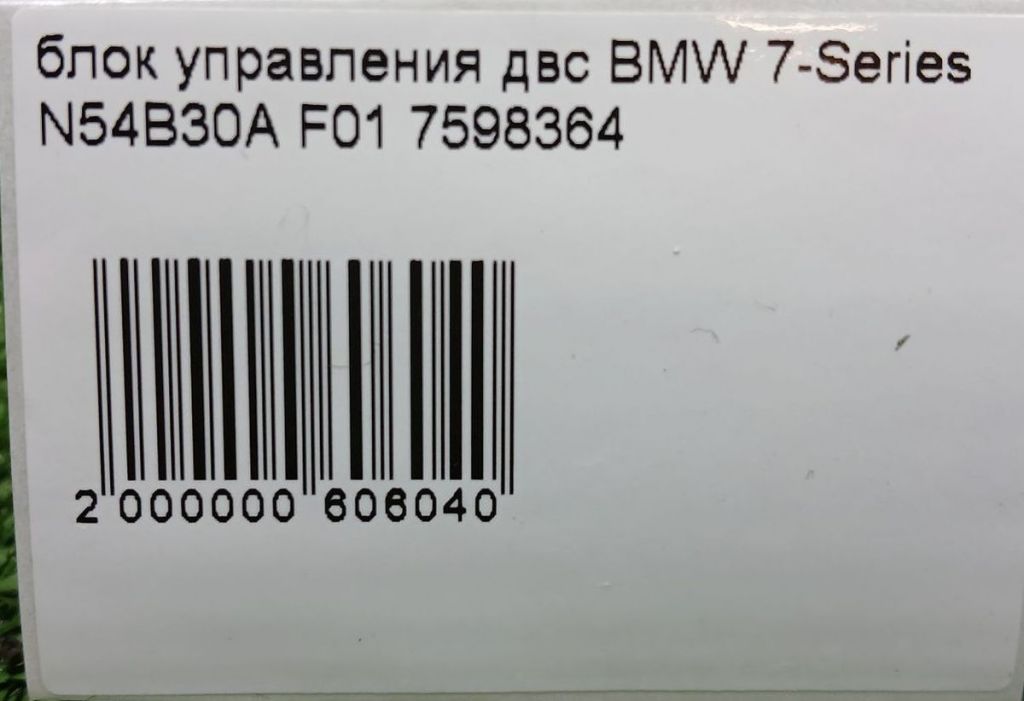 блок управления двс BMW 7-Series
N54B30A F01 7598364
2 000000 606040